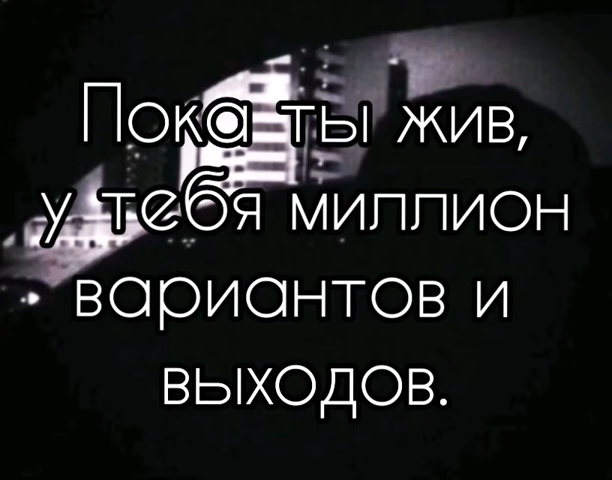 Пока ты жив,
у тебя миллион
вариантов и
выходов.